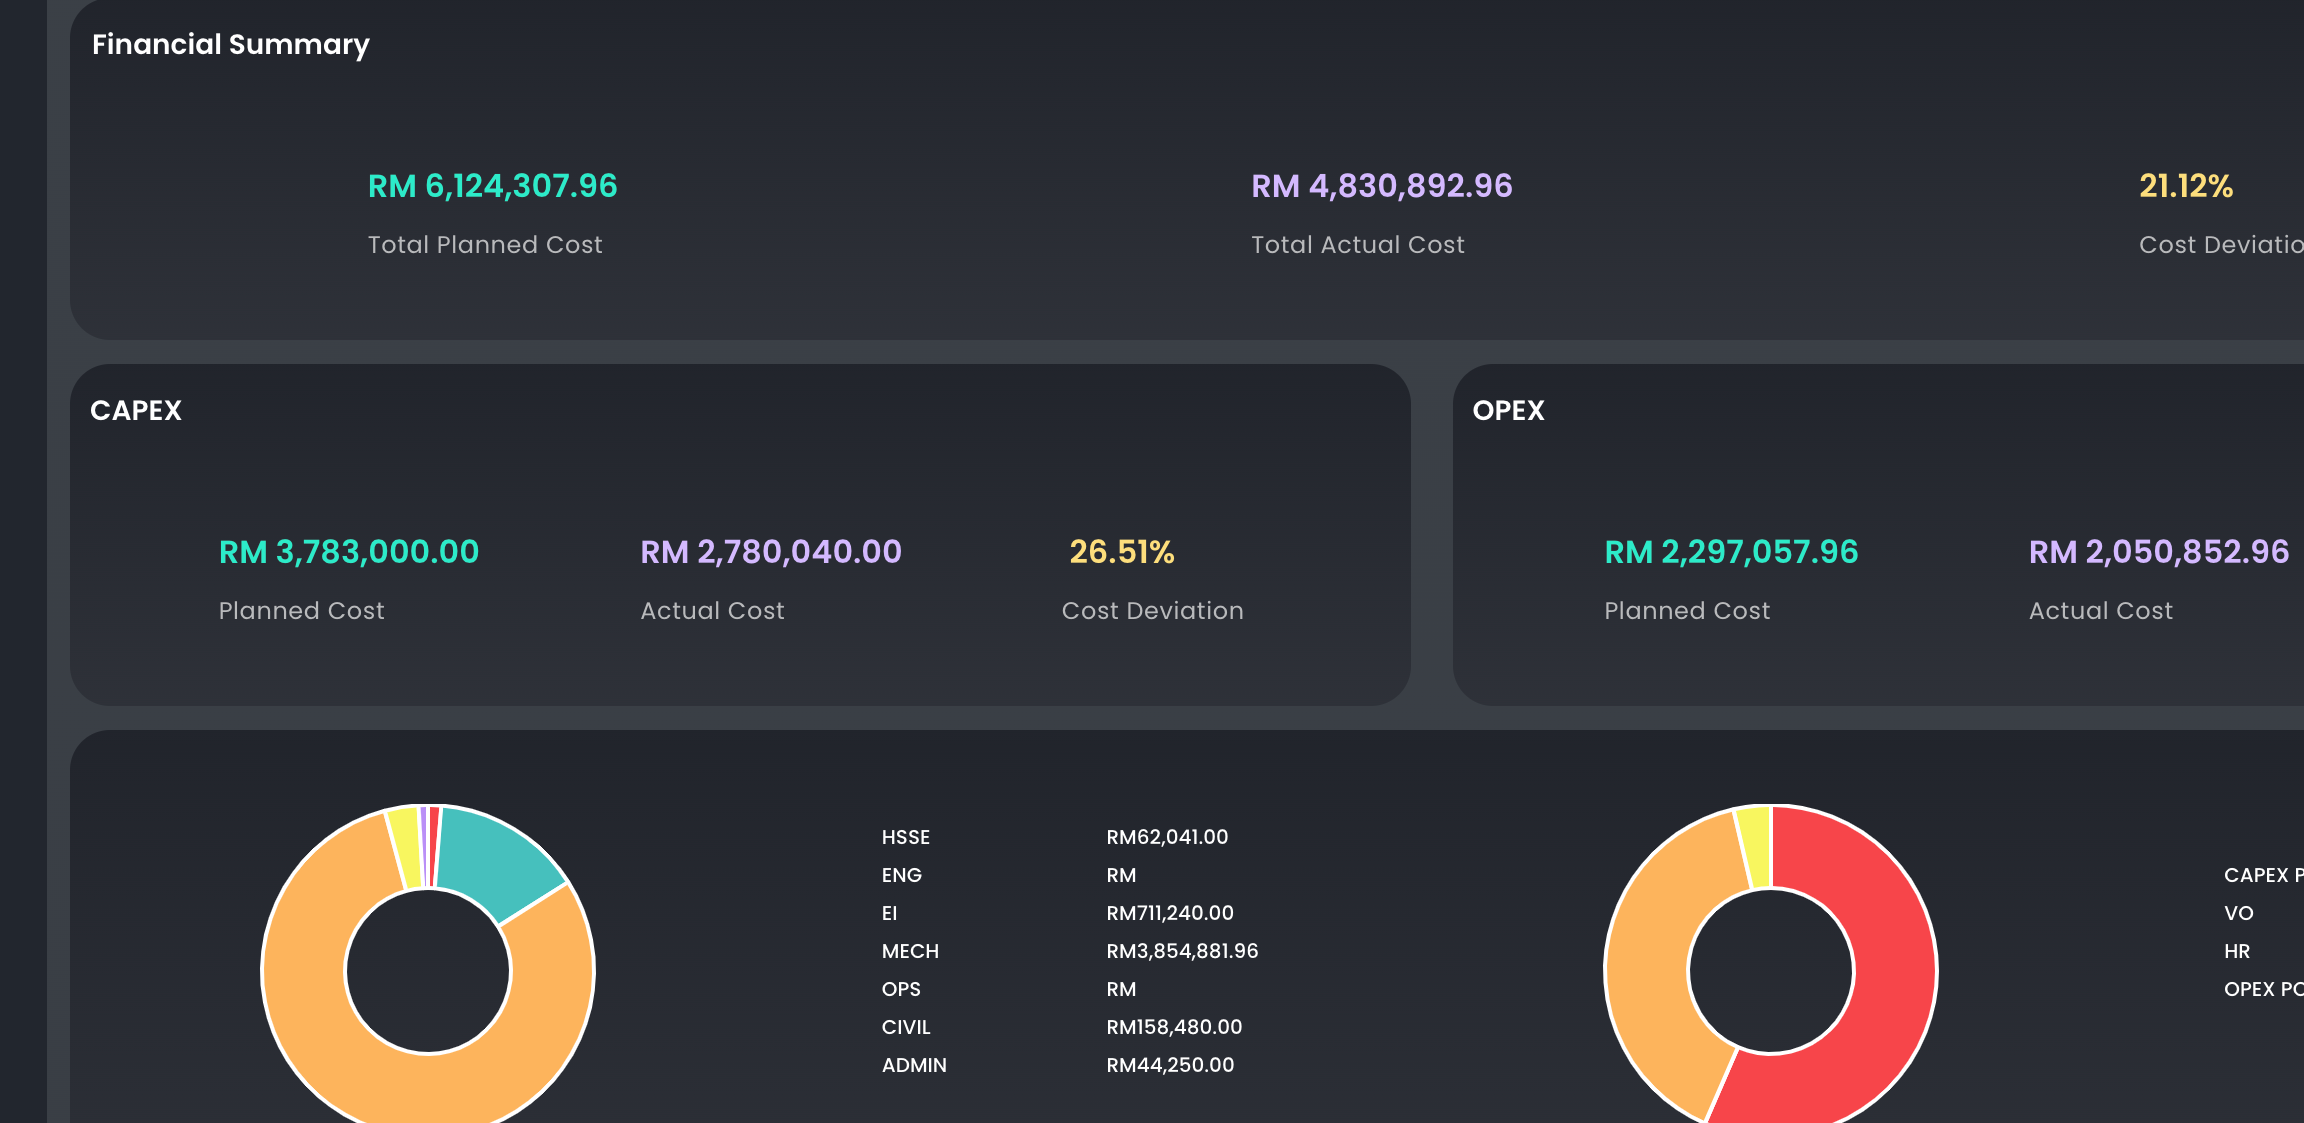 Financial Summary
RM 6,124,307.96
Total Planned Cost
RM 4,830,892.96
Total Actual Cost
21.12%
Cost Deviatio
CAPEX
RM 3,783,000.00
Planned Cost
RM 2,780,040.00
Actual Cost
26.51%
Cost Deviation
OPEX
RM 2,297,057.96
Planned Cost
RM 2,050,852.96
Actual Cost
HSSE RM62,041.00
ENG RM
EI RM711,240.00
MECH RM3,854,881.96
OPS RM
CIVIL RM158,480.00
ADMIN RM44,250.00
CAPEX P
VO
HR
OPEX PO